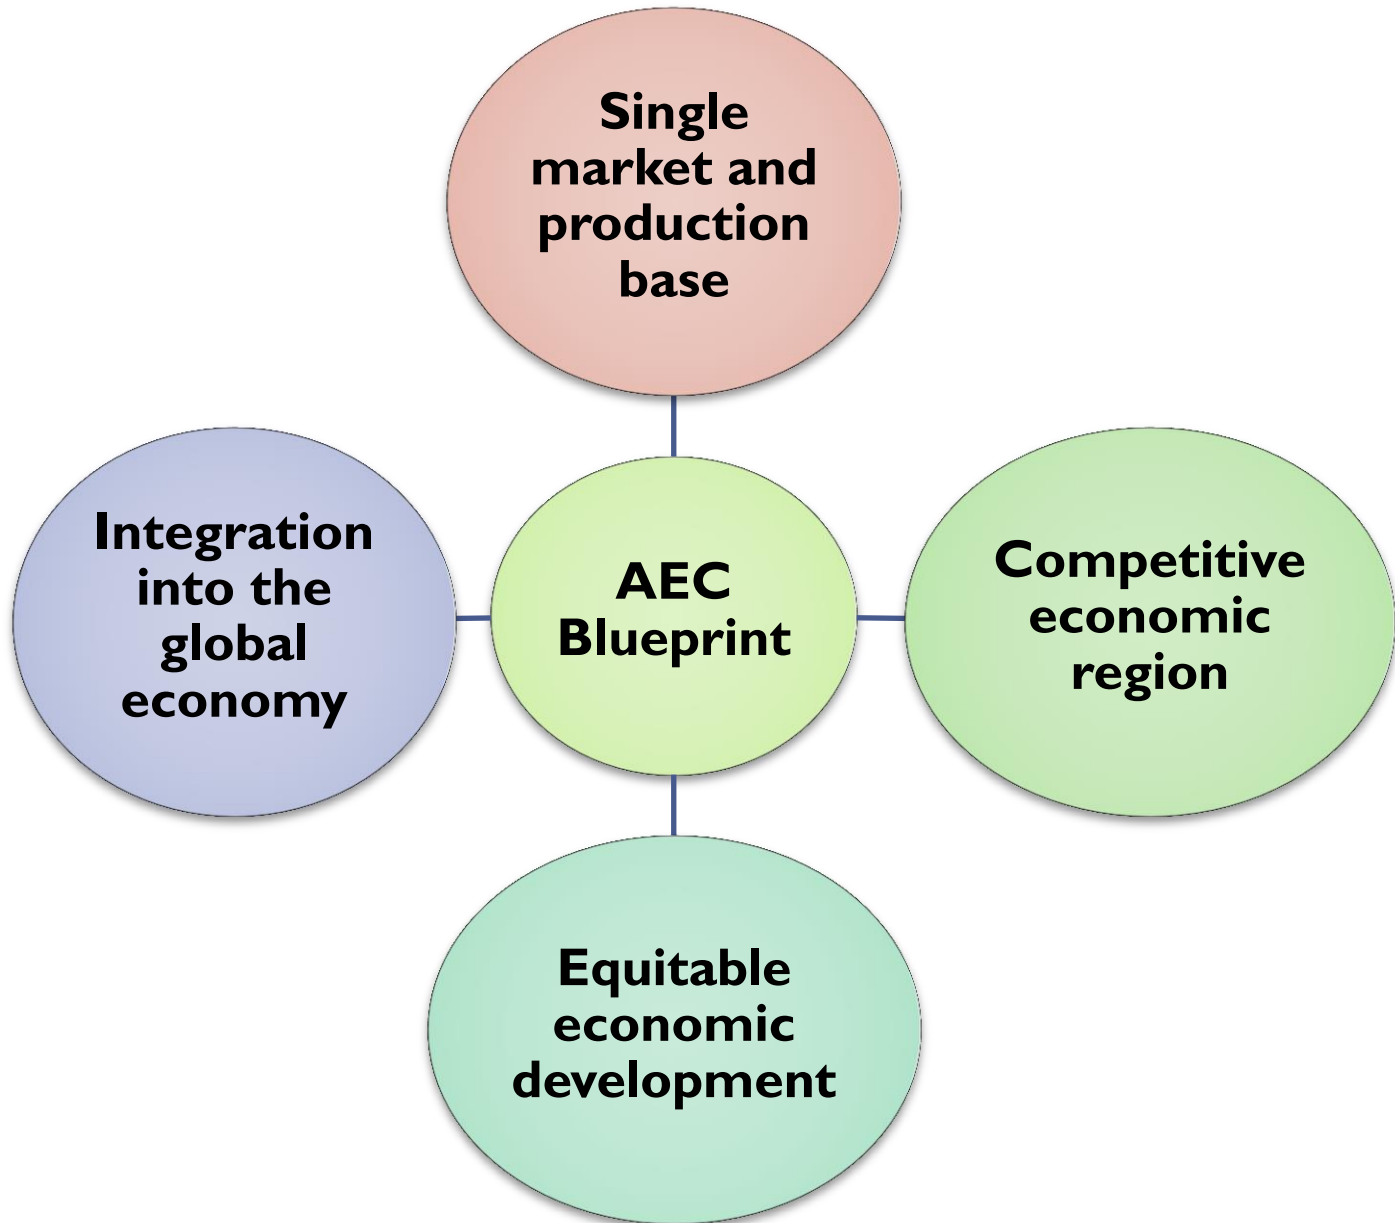 Single
market and
production
base
Integration
into the
global
economy
AEC
Blueprint
Competitive
economic
region
Equitable
economic
development